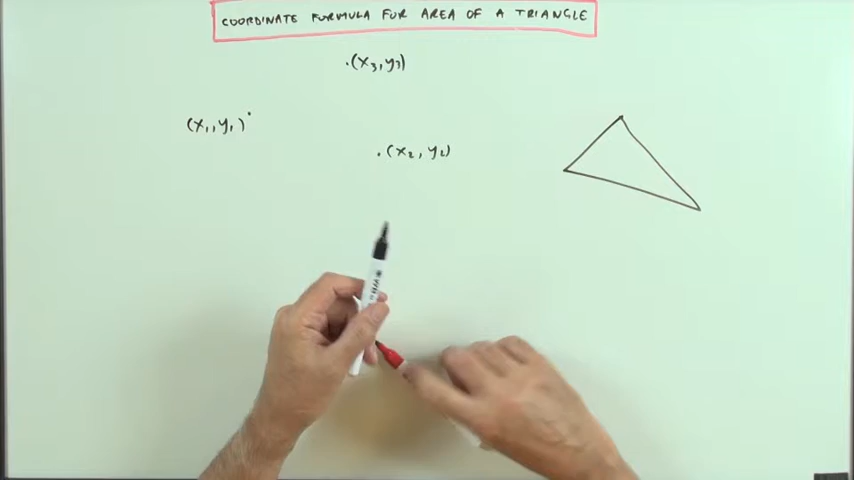 COORDINATE FORMULA FOR AREA OF A TRIANGLE
.(x₃,y₃)
(x₁,y₁).
.(x₂,y₂)